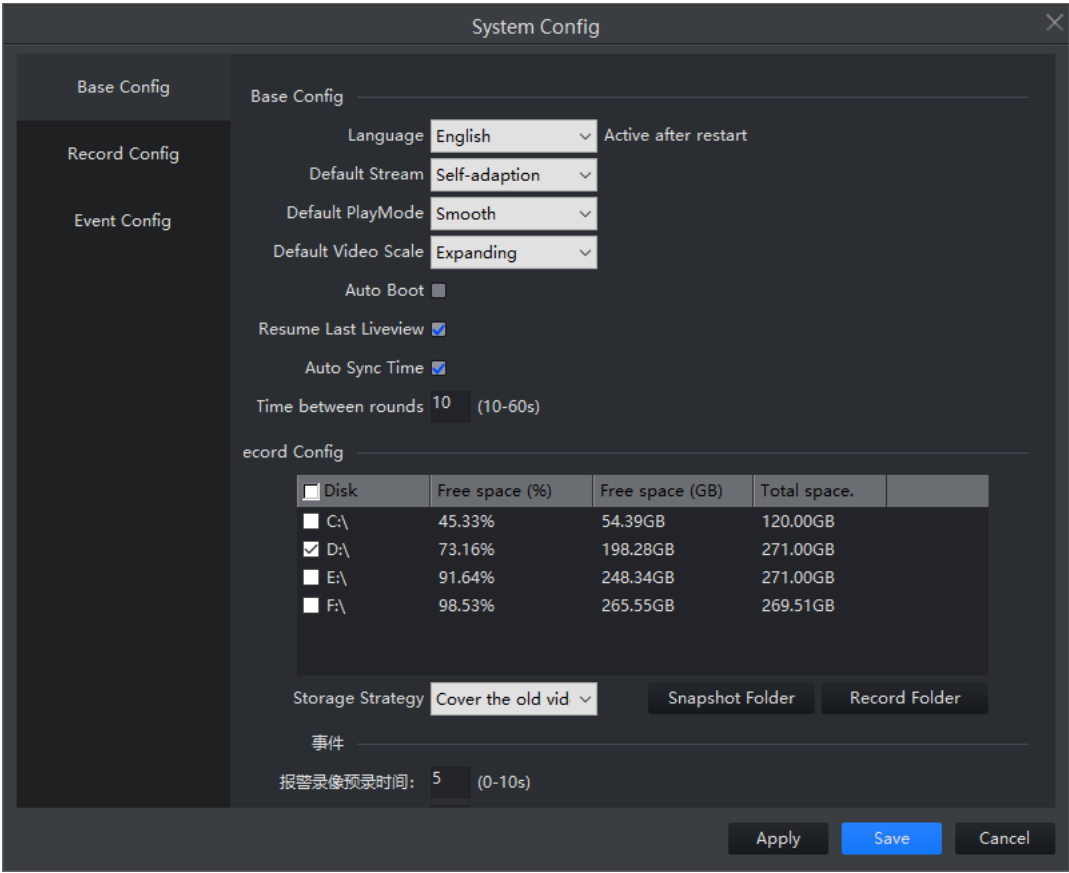 System Config
Base Config
Record Config
Event Config
Base Config
Language English Active after restart
Default Stream Self-adaption
Default PlayMode Smooth
Default Video Scale Expanding
Auto Boot
Resume Last Liveview
Auto Sync Time
Time between rounds 10 (10-60s)
ecord Config
Disk Free space (%) Free space (GB) Total space.
C:\ 45.33% 54.39GB 120.00GB
D:\ 73.16% 198.28GB 271.00GB
E:\ 91.64% 248.34GB 271.00GB
F:\ 98.53% 265.55GB 269.51GB
Storage Strategy Cover the old vid Snapshot Folder Record Folder
事件
报警录像预录时间： 5 (0-10s)
Apply Save Cancel